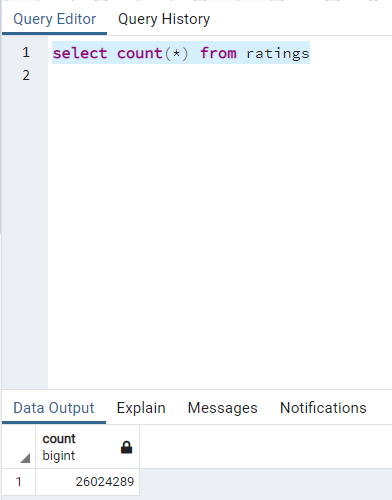 Query Editor Query History
1 select count(*) from ratings
2
Data Output Explain Messages Notifications
count
bigint
1 26024289